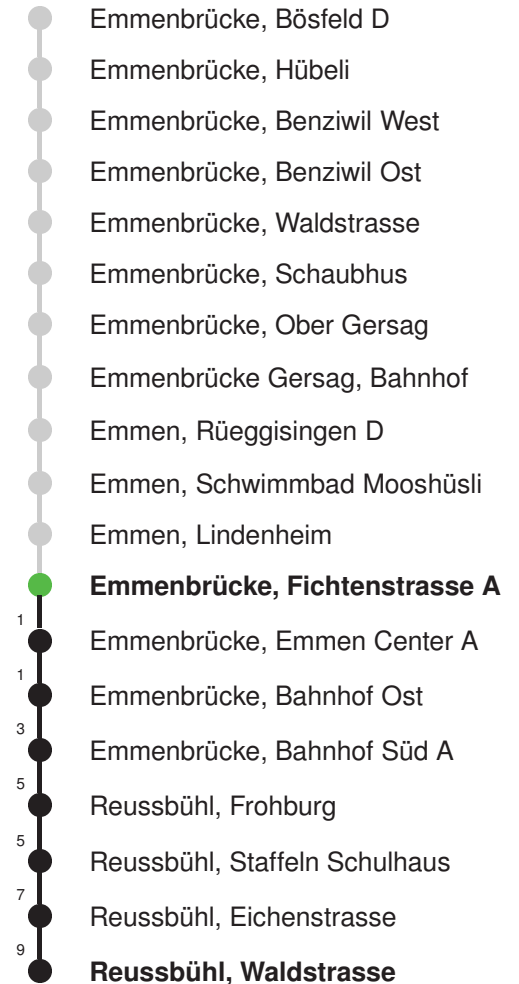 Emmenbrücke, Bösfeld D
Emmenbrücke, Hübeli
Emmenbrücke, Benziwil West
Emmenbrücke, Benziwil Ost
Emmenbrücke, Waldstrasse
Emmenbrücke, Schaubhus
Emmenbrücke, Ober Gersag
Emmenbrücke Gersag, Bahnhof
Emmen, Rüeggisingen D
Emmen, Schwimmbad Mooshüsli
Emmen, Lindenheim
Emmenbrücke, Fichtenstrasse A
1 Emmenbrücke, Emmen Center A
1 Emmenbrücke, Bahnhof Ost
3 Emmenbrücke, Bahnhof Süd A
5 Reussbühl, Frohburg
5 Reussbühl, Staffeln Schulhaus
7 Reussbühl, Eichenstrasse
9 Reussbühl, Waldstrasse